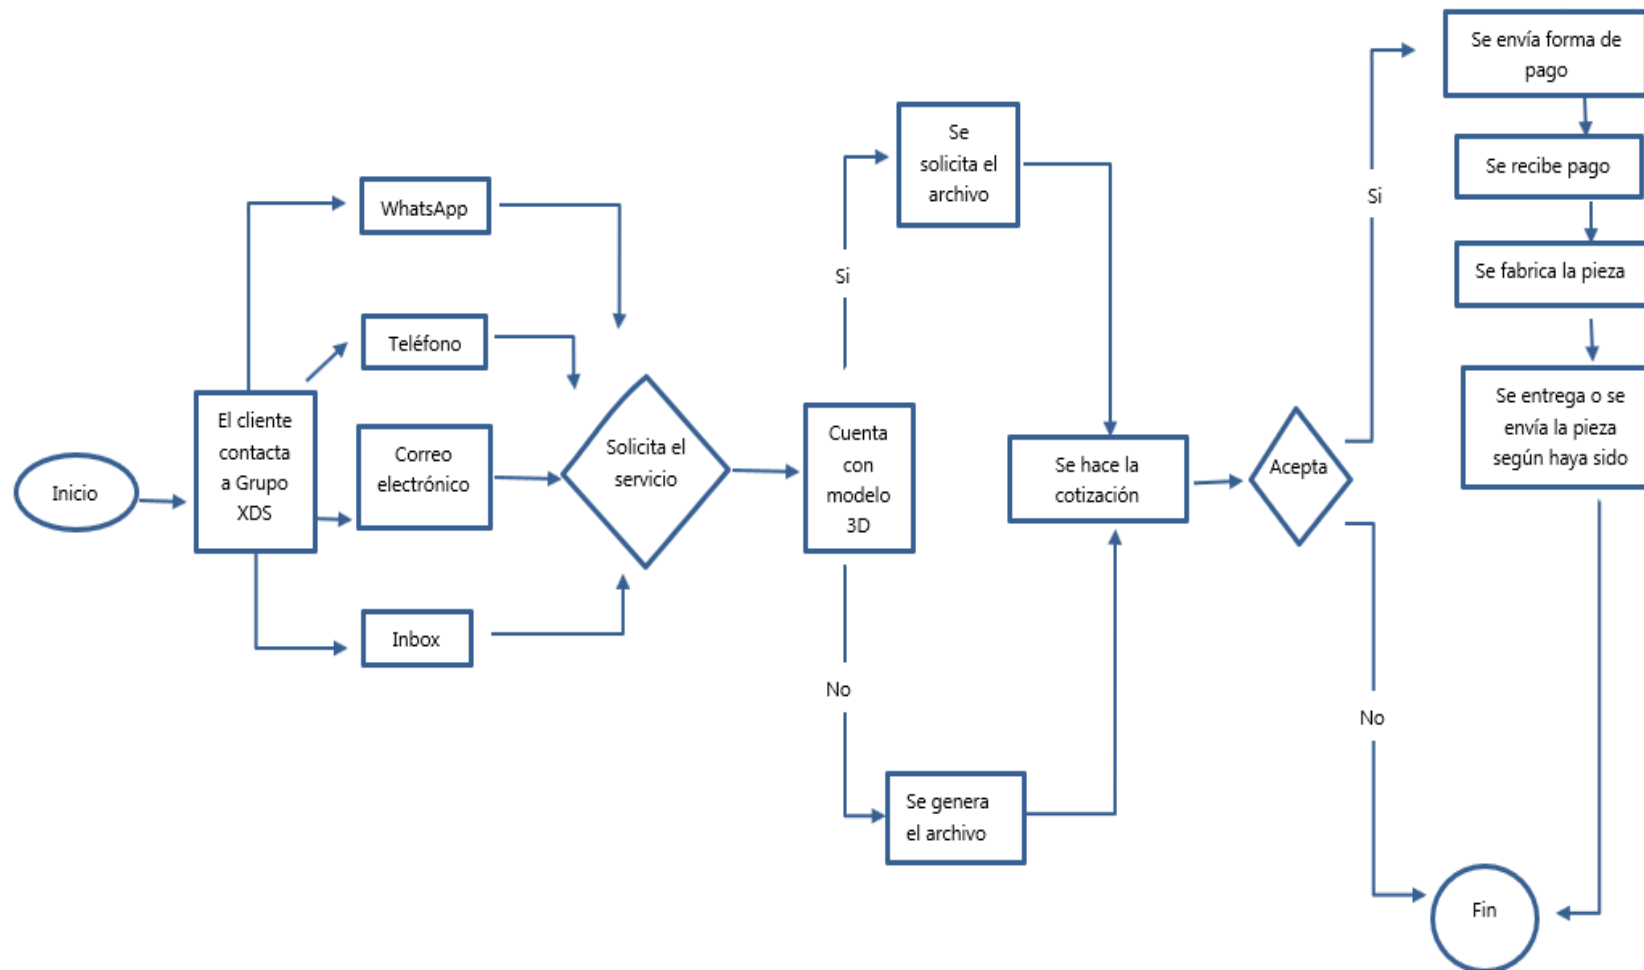 Inicio
El cliente
contacta
a Grupo
XDS
WhatsApp
Teléfono
Correo
electrónico
Inbox
Solicita el
servicio
Cuenta
con
modelo
3D
Si
No
Se
solicita el
archivo
Se genera
el archivo
Se hace la
cotización
Acepta
Si
No
Se envía forma de
pago
Se recibe pago
Se fabrica la pieza
Se entrega o se
envía la pieza
según haya sido
Fin